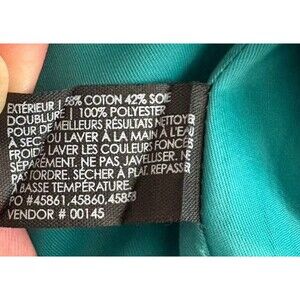 EXTÉRIEUR | 58% COTON 42% SOIE
DOUBLURE | 100% POLYESTER
POUR DE MEILLEURS RÉSULTATS NETTOYER
À SEC OU LAVER À LA MAIN À L'EAU
FROIDE. LAVER LES COULEURS FONCÉES
SÉPARÉMENT. NE PAS JAVELLISER. NE
PAS TORDRE. SÉCHER À PLAT. REPASSER
À BASSE TEMPÉRATURE.
PO #45861,45860,45858
VENDOR # 00145